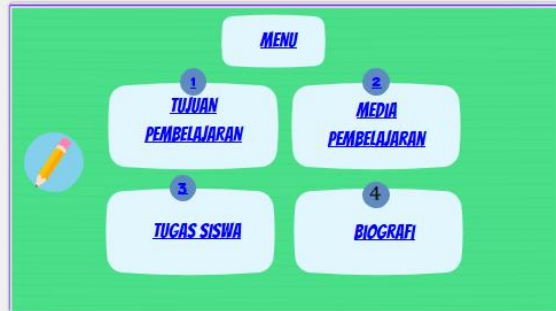 MENU
1
TUJUAN
PEMBELAJARAN
2
MEDIA
PEMBELAJARAN
3
TUGAS SISWA
4
BIOGRAFI